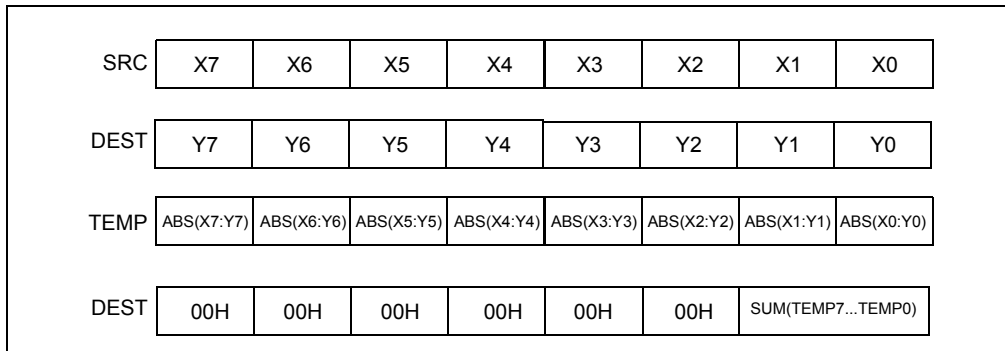 SRC X7 X6 X5 X4 X3 X2 X1 X0
DEST Y7 Y6 Y5 Y4 Y3 Y2 Y1 Y0
TEMP ABS(X7:Y7) ABS(X6:Y6) ABS(X5:Y5) ABS(X4:Y4) ABS(X3:Y3) ABS(X2:Y2) ABS(X1:Y1) ABS(X0:Y0)
DEST 00H 00H 00H 00H 00H 00H SUM(TEMP7...TEMP0)